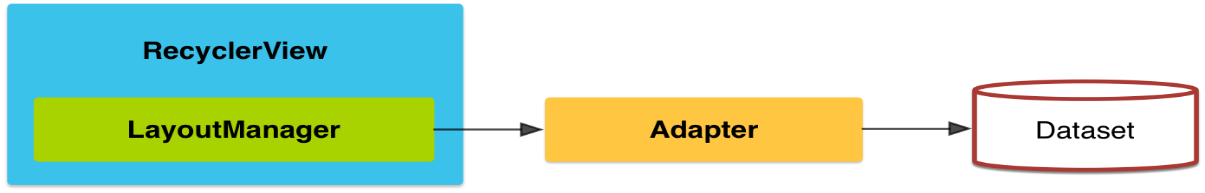 RecyclerView
LayoutManager
Adapter
Dataset